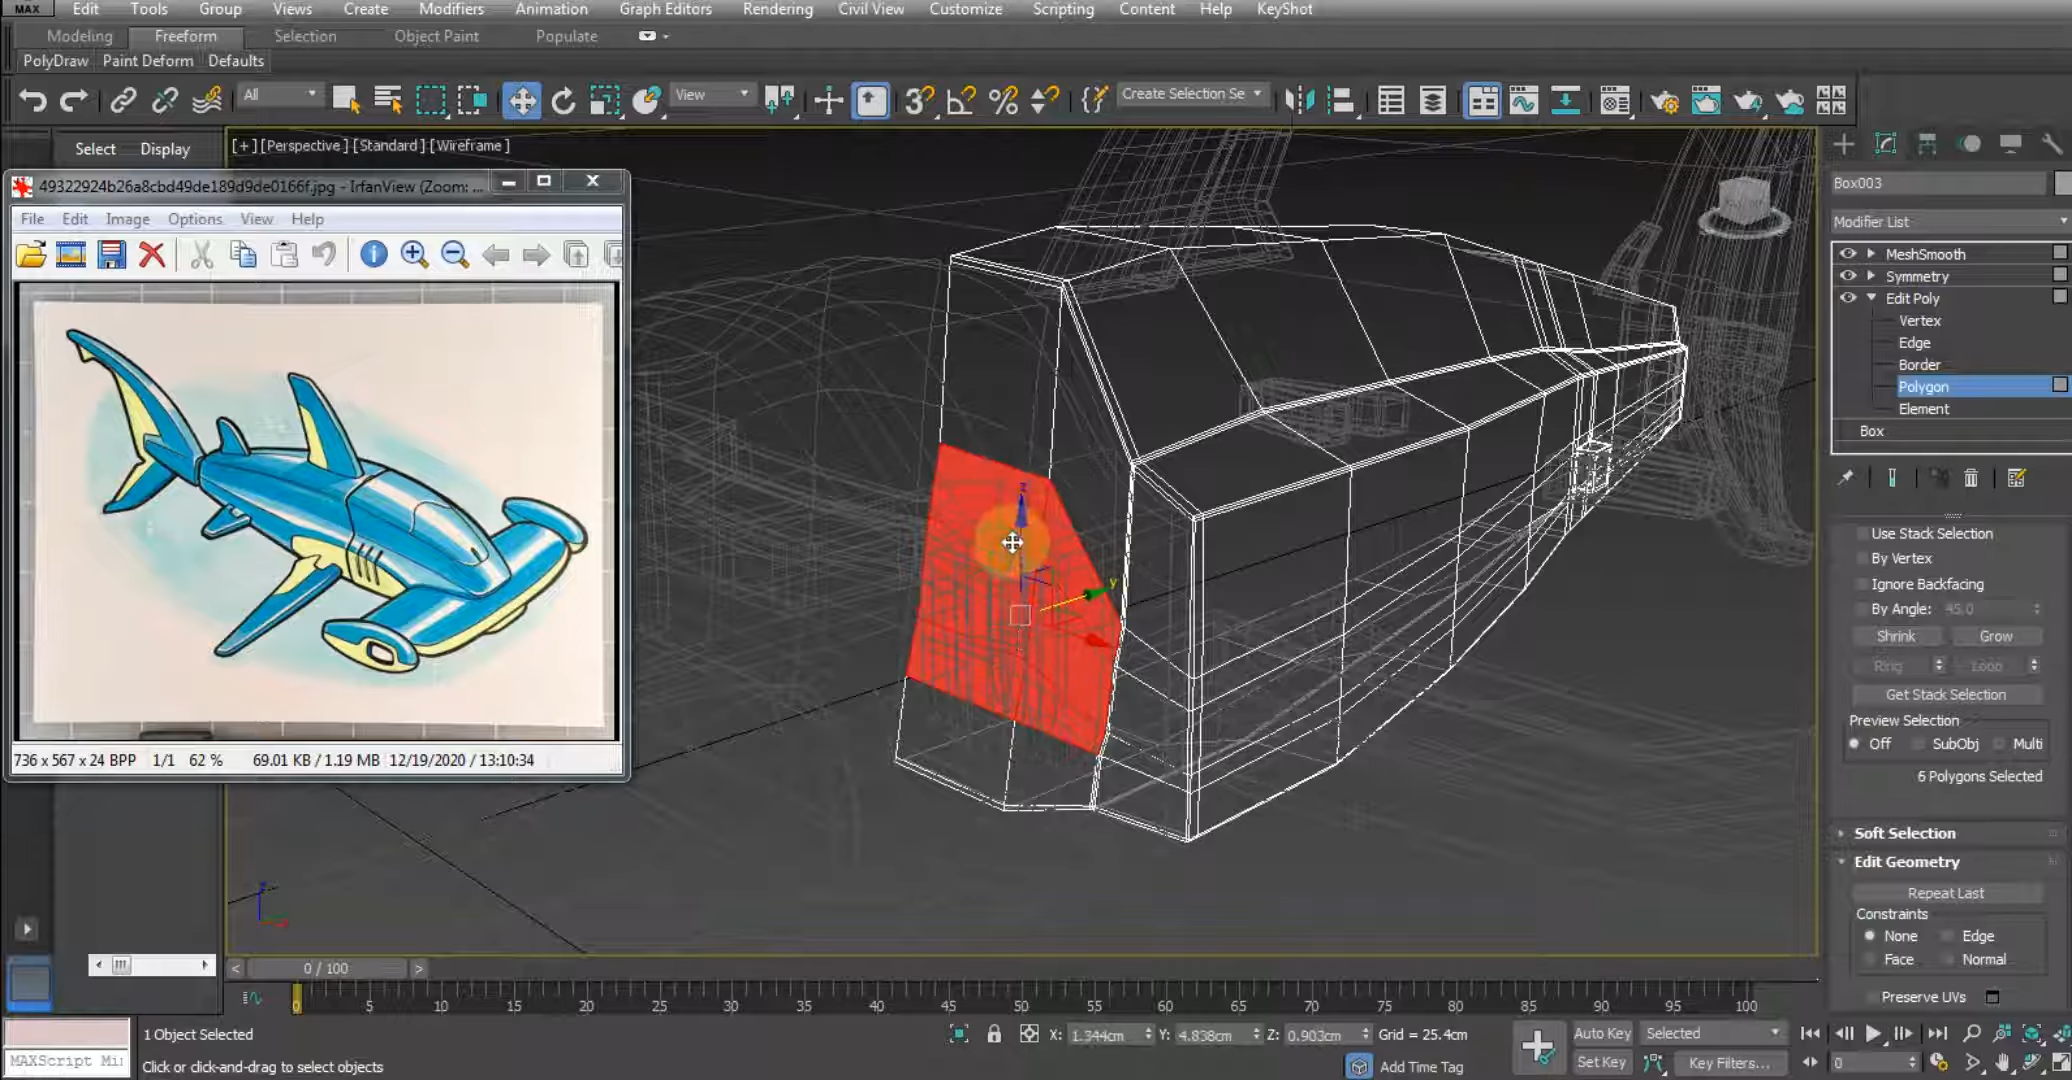 MAX Edit Tools Group Views Create Modifiers Animation Graph Editors Rendering Civil View Customize Scripting Content Help KeyShot
Modeling Freeform Selection Object Paint Populate
PolyDraw Paint Deform Defaults
All View Create Selection Se
Select Display
[+] [Perspective] [Standard] [Wireframe]
49322924b26a8cbd49de189d9de0166f.jpg - IrfanView (Zoom: ...
File Edit Image Options View Help
736 x 567 x 24 BPP 1/1 62 % 69.01 KB / 1.19 MB 12/19/2020 / 13:10:34
z
y
Box003
Modifier List
MeshSmooth
Symmetry
Edit Poly
Vertex
Edge
Border
Polygon
Element
Box
Use Stack Selection
By Vertex
Ignore Backfacing
By Angle: 45.0
Shrink Grow
Ring Loop
Get Stack Selection
Preview Selection
Off SubObj Multi
6 Polygons Selected
Soft Selection
Edit Geometry
Repeat Last
Constraints
None Edge
Face Normal
Preserve UVs
< 0 / 100 >
0 5 10 15 20 25 30 35 40 45 50 55 60 65 70 75 80 85 90 95 100
1 Object Selected X: 1.344cm Y: 4.838cm Z: 0.903cm Grid = 25.4cm Auto Key Selected
MAXScript Mi Click or click-and-drag to select objects Add Time Tag Set Key Key Filters... 0